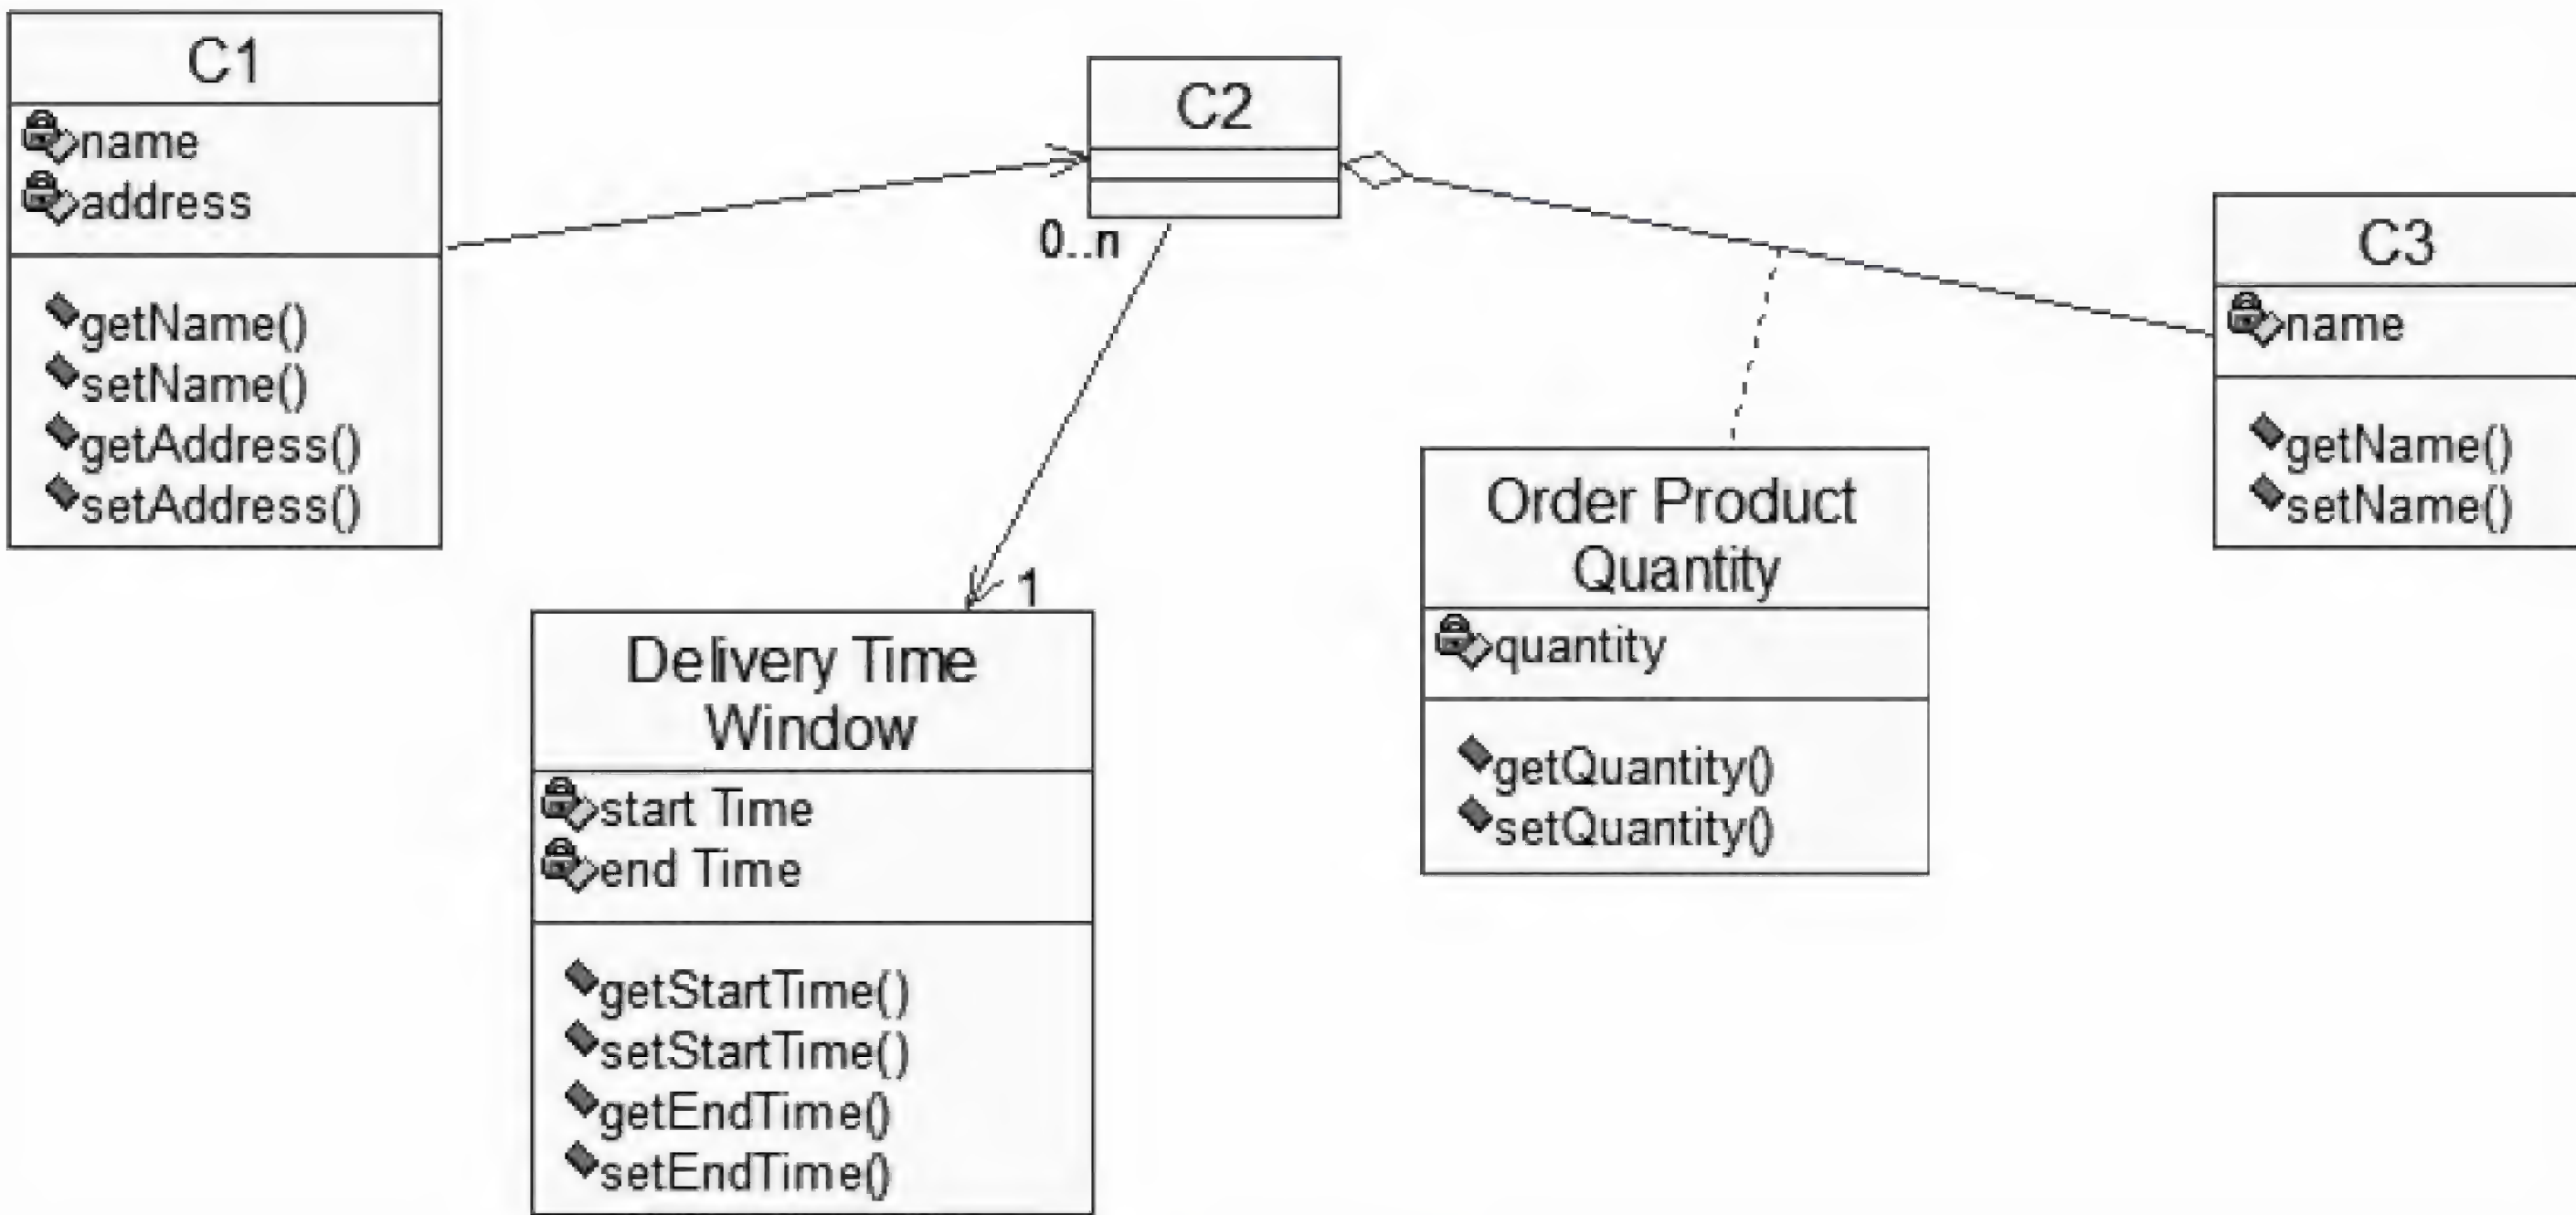 C1
name
address
getName()
setName()
getAddress()
setAddress()
C2
0..n
1
C3
name
getName()
setName()
Order Product
Quantity
quantity
getQuantity()
setQuantity()
Delivery Time
Window
start Time
end Time
getStartTime()
setStartTime()
getEndTime()
setEndTime()